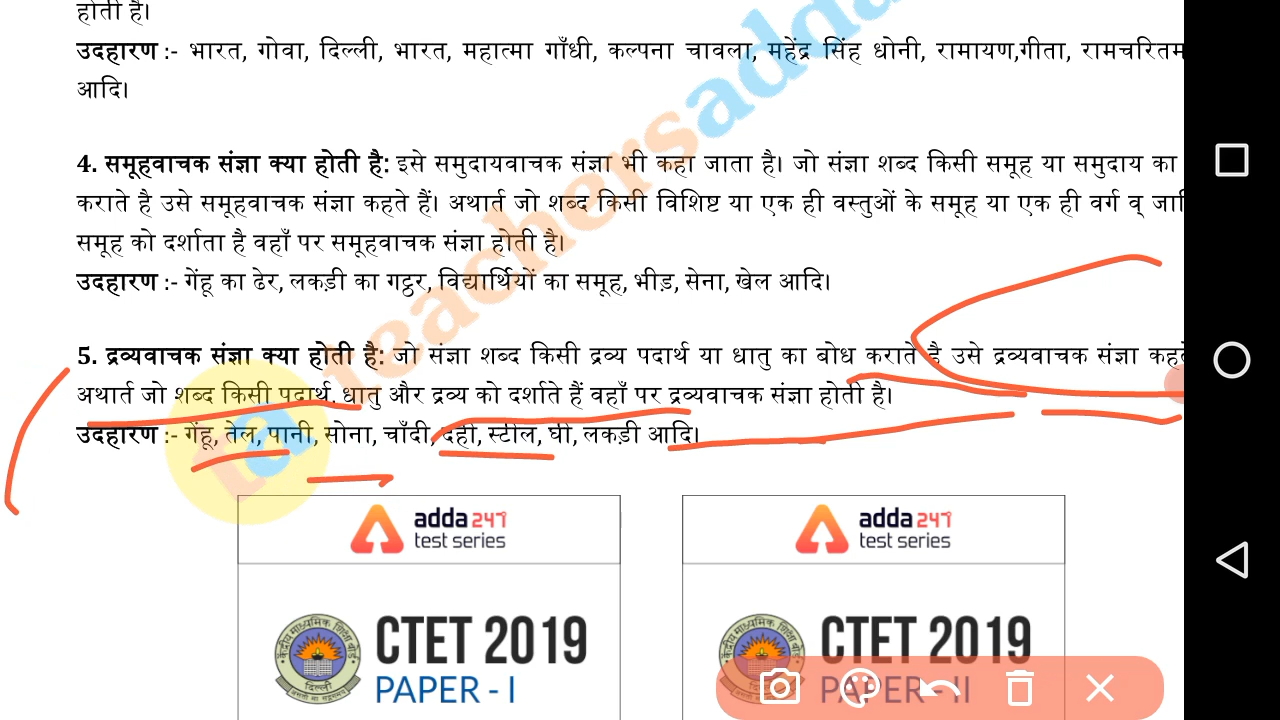 होती है।
उदहारण :- भारत, गोवा, दिल्ली, भारत, महात्मा गाँधी, कल्पना चावला, महेंद्र सिंह धोनी, रामायण,गीता, रामचरितम
आदि।
4. समूहवाचक संज्ञा क्या होती है: इसे समुदायवाचक संज्ञा भी कहा जाता है। जो संज्ञा शब्द किसी समूह या समुदाय का
कराते है उसे समूहवाचक संज्ञा कहते हैं। अथार्त जो शब्द किसी विशिष्ट या एक ही वस्तुओं के समूह या एक ही वर्ग व् जाति
समूह को दर्शाता है वहाँ पर समूहवाचक संज्ञा होती है।
उदहारण :- गेंहू का ढेर, लकड़ी का गट्ठर, विद्यार्थियों का समूह, भीड़, सेना, खेल आदि।
5. द्रव्यवाचक संज्ञा क्या होती है: जो संज्ञा शब्द किसी द्रव्य पदार्थ या धातु का बोध कराते है उसे द्रव्यवाचक संज्ञा कहते
अथार्त जो शब्द किसी पदार्थ, धातु और द्रव्य को दर्शाते हैं वहाँ पर द्रव्यवाचक संज्ञा होती है।
उदहारण :- गेंहू, तेल, पानी, सोना, चाँदी, दही, स्टील, घी, लकड़ी आदि।
ta teachersadda
adda 247
test series
केन्द्रीय माध्यमिक शिक्षा बोर्ड
दिल्ली
CTET 2019
PAPER - I
adda 247
test series
केन्द्रीय माध्यमिक शिक्षा बोर्ड
CTET 2019
PAPER - II